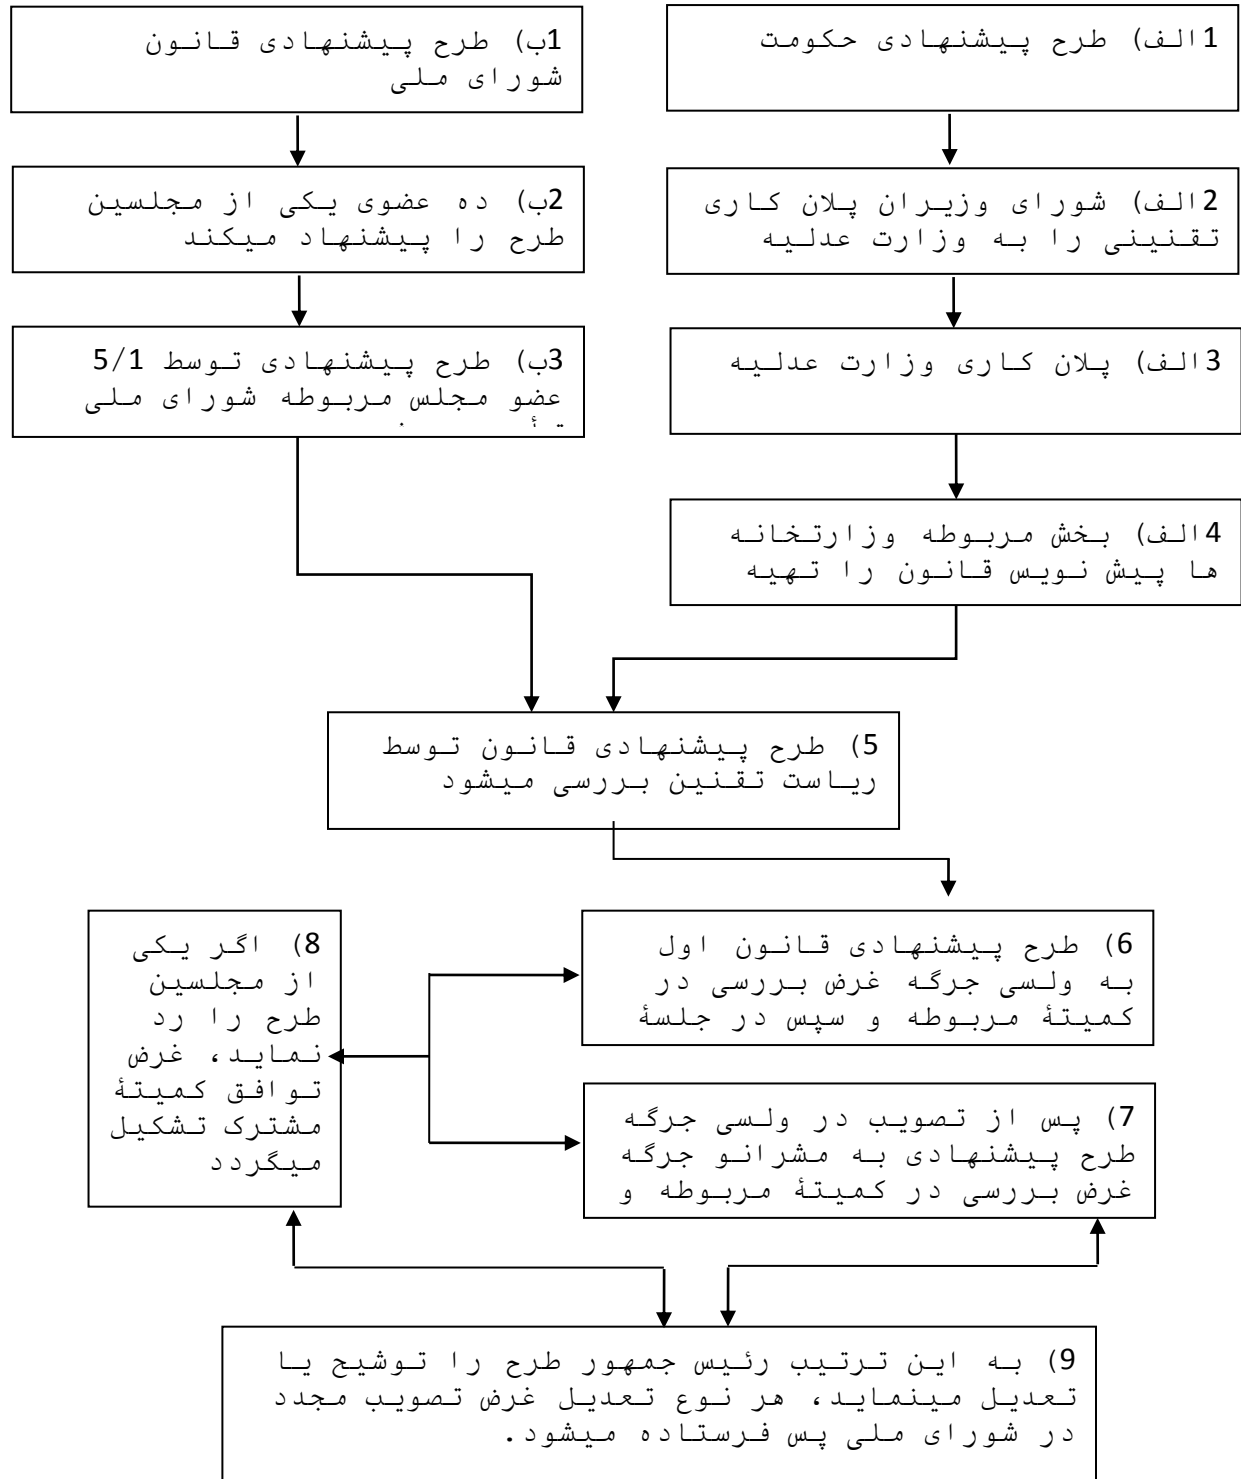 1الف) طرح پیشنهادی حکومت
1ب) طرح پیشنهادی قانون
شورای ملی
2الف) شورای وزیران پلان کاری
تقنینی را به وزارت عدلیه
2ب) ده عضوی یکی از مجلسین
طرح را پیشنهاد میکند
3الف) پلان کاری وزارت عدلیه
3ب) طرح پیشنهادی توسط 5/1
عضو مجلس مربوطه شورای ملی
4الف) بخش مربوطه وزارتخانه
ها پیش نویس قانون را تهیه
5) طرح پیشنهادی قانون توسط
ریاست تقنین بررسی میشود
6) طرح پیشنهادی قانون اول
به ولسی جرگه غرض بررسی در
کمیتۀ مربوطه و سپس در جلسۀ
7) پس از تصویب در ولسی جرگه
طرح پیشنهادی به مشرانو جرگه
غرض بررسی در کمیتۀ مربوطه و
8) اگر یکی
از مجلسین
طرح را رد
نماید، غرض
توافق کمیتۀ
مشترک تشکیل
میگردد
9) به این ترتیب رئیس جمهور طرح را توشیح یا
تعدیل مینماید، هر نوع تعدیل غرض تصویب مجدد
در شورای ملی پس فرستاده میشود.